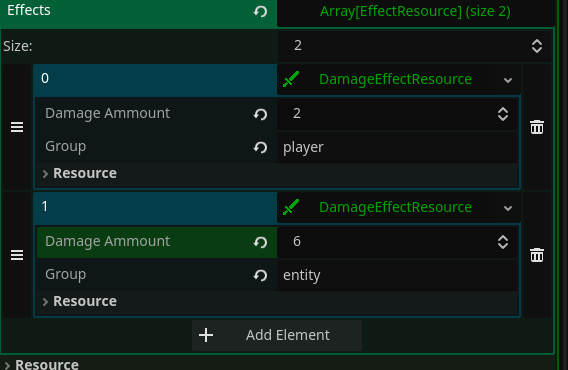 Effects Array[EffectResource] (size 2)
Size: 2
0 DamageEffectResource
Damage Ammount 2
Group player
Resource
1 DamageEffectResource
Damage Ammount 6
Group entity
Resource
Add Element
Resource